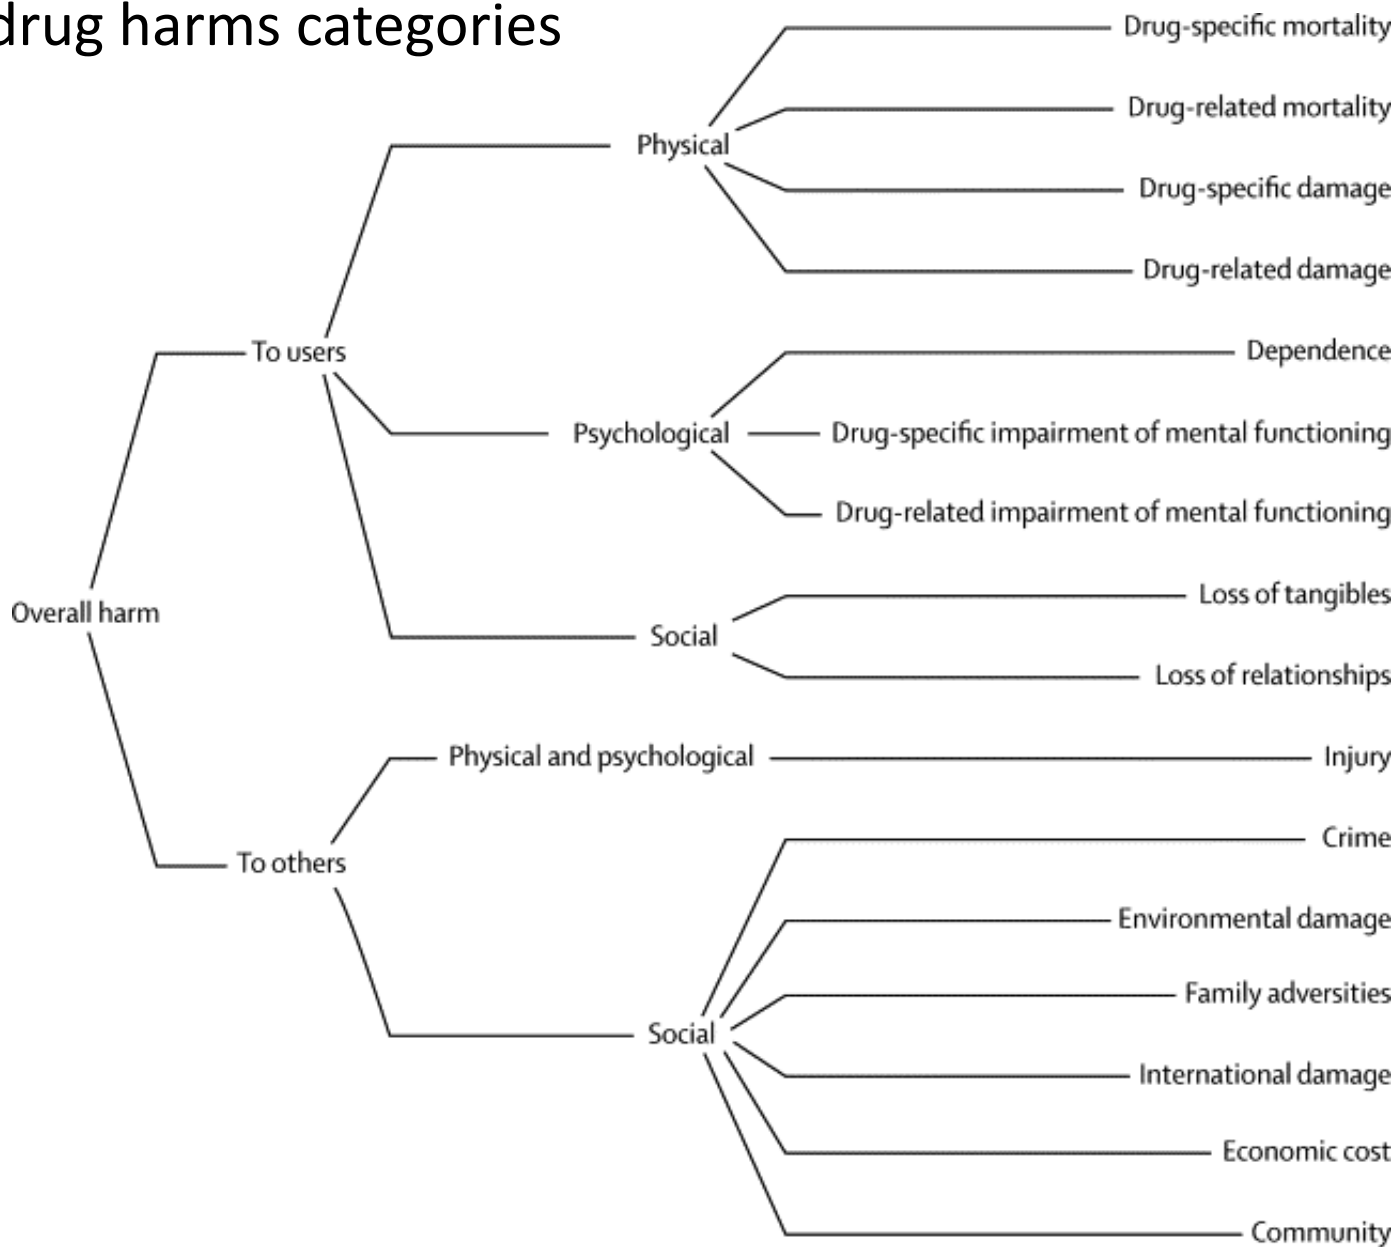 drug harms categories
Drug-specific mortality
Drug-related mortality
Physical
Drug-specific damage
Drug-related damage
To users
Dependence
Psychological
Drug-specific impairment of mental functioning
Drug-related impairment of mental functioning
Overall harm
Loss of tangibles
Social
Loss of relationships
Physical and psychological
Injury
Crime
To others
Environmental damage
Family adversities
Social
International damage
Economic cost
Community